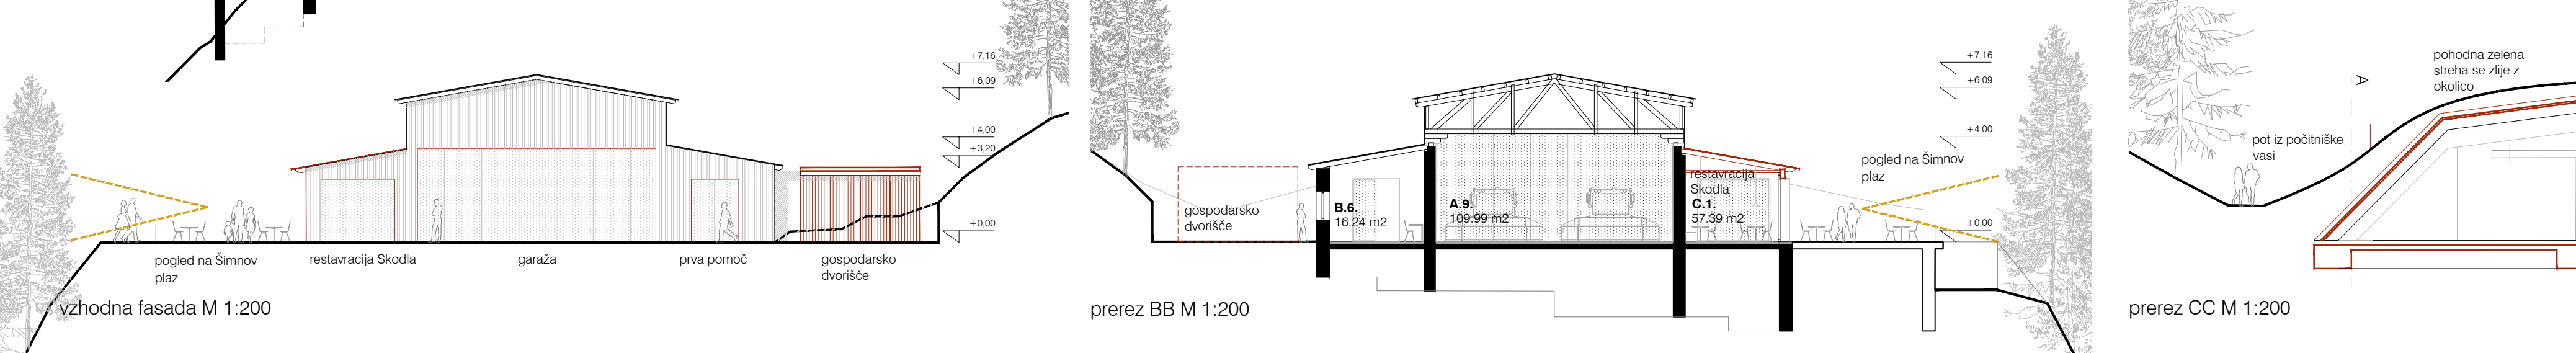 +7,16
+6,09
+4,00
+3,20
+0,00
pogled na Šimnov
plaz
restavracija Skodla
garaža
prva pomoč
gospodarsko
dvorišče
vzhodna fasada M 1:200
+7,16
+6,09
+4,00
pogled na Šimnov
plaz
+0,00
gospodarsko
dvorišče
B.6.
16.24 m2
A.9.
109.99 m2
restavracija
Skodla
C.1.
57.39 m2
prerez BB M 1:200
pohodna zelena
streha se zlije z
okolico
A
pot iz počitniške
vasi
prerez CC M 1:200